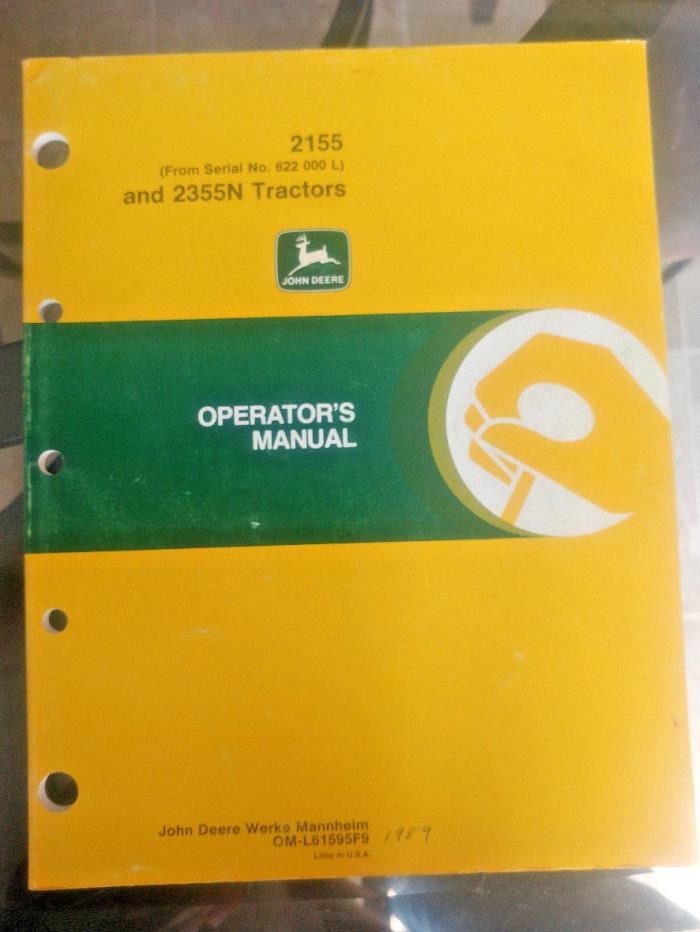 2155
(From Serial No. 622 000 L)
and 2355N Tractors
JOHN DEERE
OPERATOR'S
MANUAL
John Deere Werke Mannheim
OM-L61595F9 1989
Litho in U.S.A.